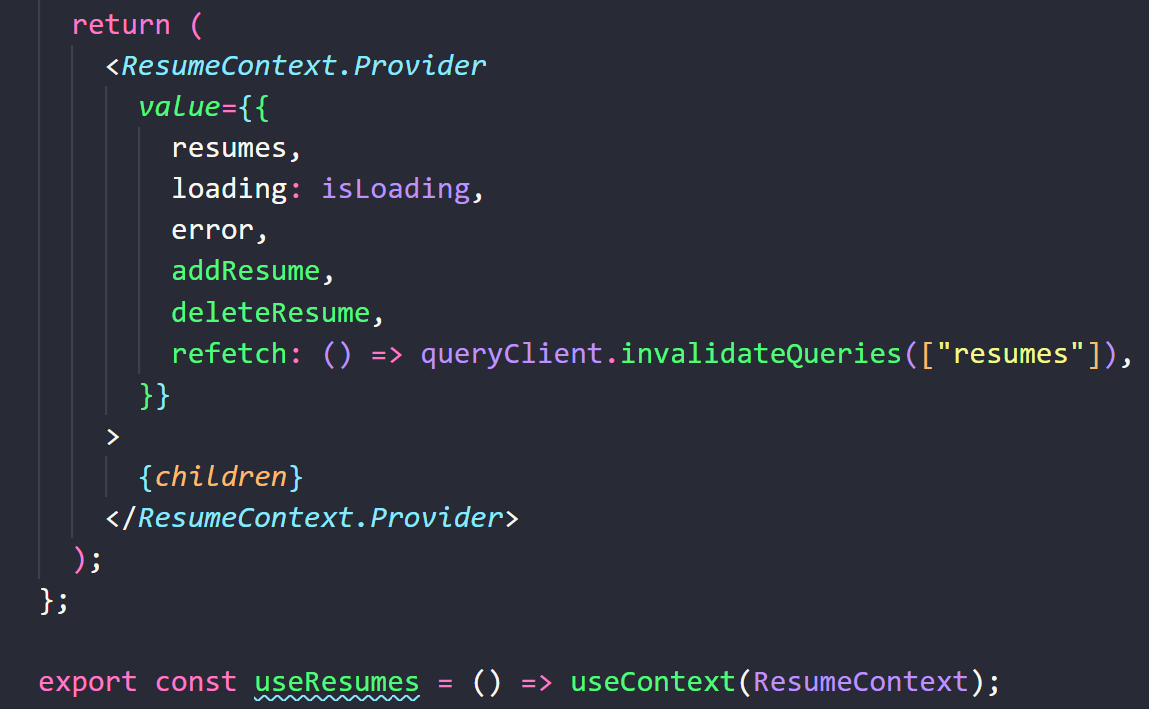 return (
<ResumeContext.Provider
value={{
resumes,
loading: isLoading,
error,
addResume,
deleteResume,
refetch: () => queryClient.invalidateQueries(["resumes"]),
}}
>
{children}
</ResumeContext.Provider>
);
};
export const useResumes = () => useContext(ResumeContext);